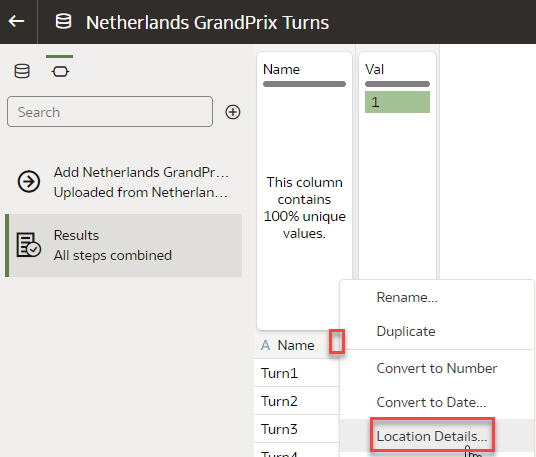 Netherlands GrandPrix Turns
Search
Add Netherlands GrandPr...
Uploaded from Netherlan...
Results
All steps combined
Name
This column
contains
100% unique
values.
Val
1
A Name
Turn1
Turn2
Turn3
Turn4
Rename...
Duplicate
Convert to Number
Convert to Date...
Location Details...